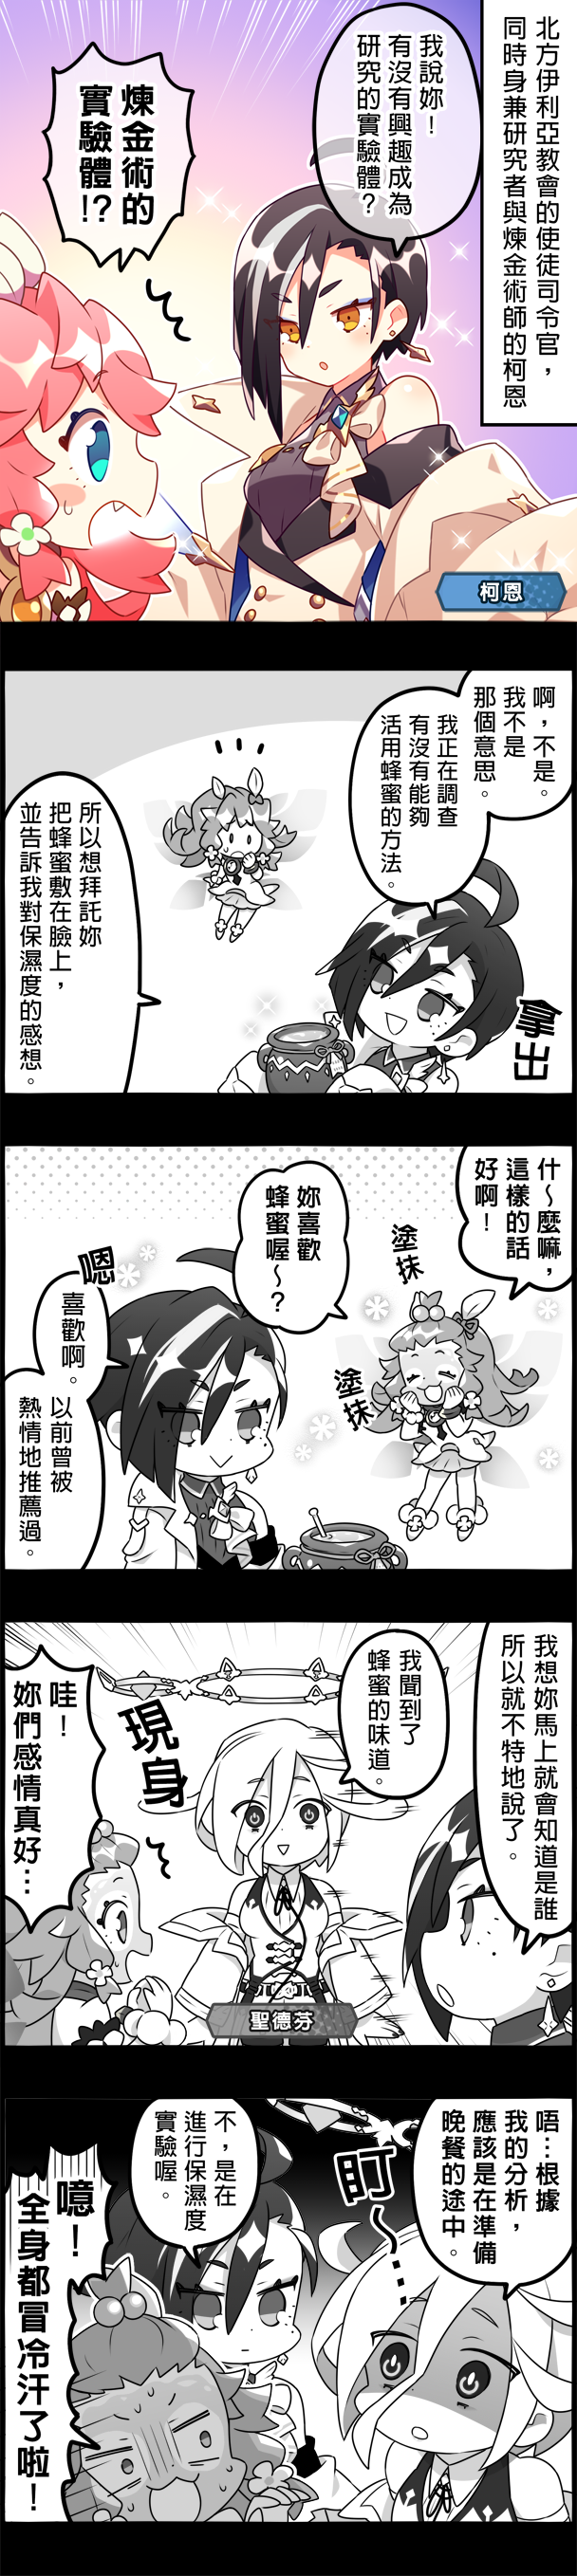 北方伊利亞教會的使徒司令官，
同時身兼研究者與煉金術師的柯恩
我說妳！
有沒有興趣成為
研究的實驗體？
煉金術的
實驗體!?
柯恩
啊，不是。
我不是
那個意思。
我正在調查
有沒有能夠
活用蜂蜜的方法。
拿出
所以想拜託妳
把蜂蜜敷在臉上，
並告訴我對保濕度的感想。
什～麼嘛，
這樣的話
好啊！
塗抹
塗抹
妳喜歡
蜂蜜喔～？
嗯
喜歡啊。
以前曾被
熱情地推薦過。
我想妳馬上就會知道是誰
所以就不特地說了。
我聞到了
蜂蜜的味道。
現身
哇！
妳們感情真好…
聖德芬
唔…根據
我的分析，
應該是在準備
晚餐的途中。
盯～…
不，是在
進行保濕度
實驗喔。
噫！
全身都冒冷汗了啦！